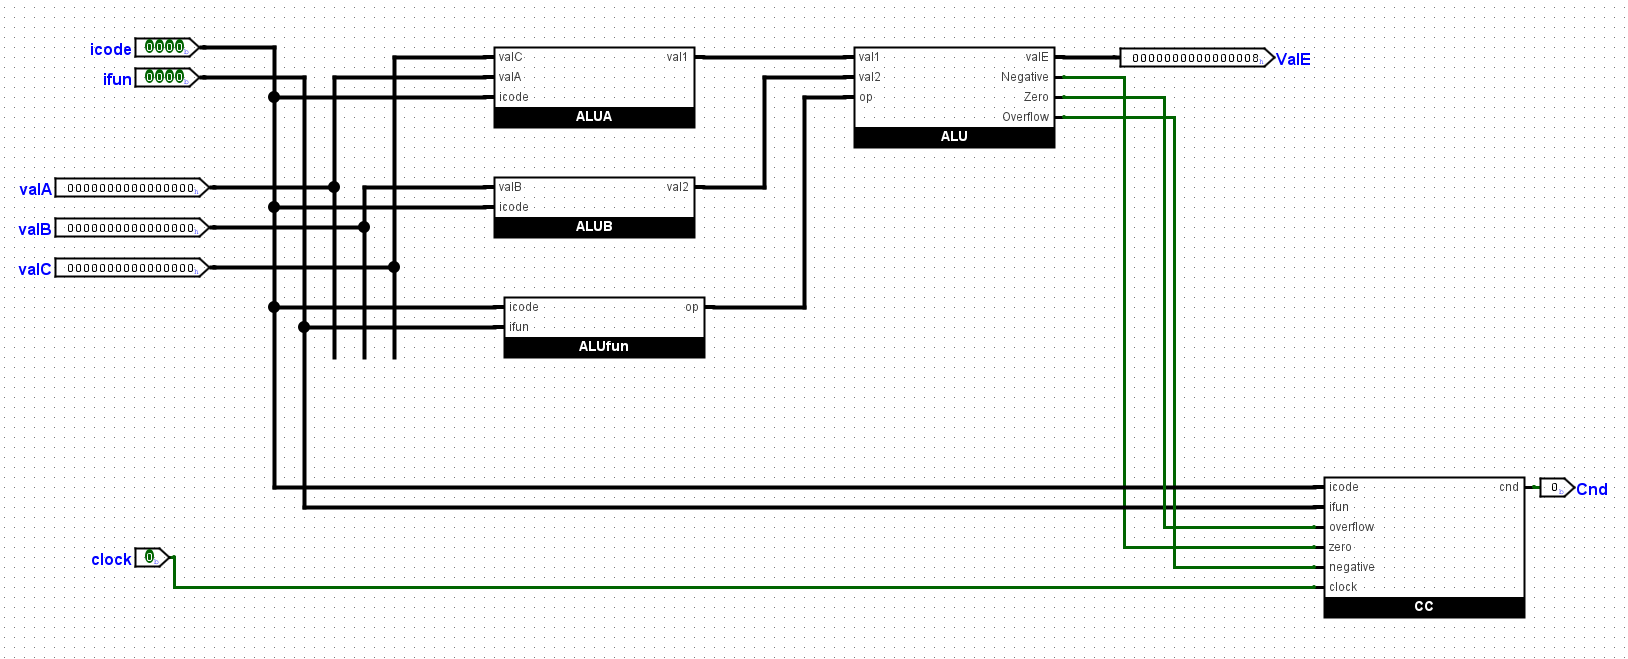 icode 0000
ifun 0000
valA 0000000000000000
valB 0000000000000000
valC 0000000000000000
clock 0
valC val1
valA
icode
ALUA
valB val2
icode
ALUB
icode op
ifun
ALUfun
val1 valE
val2 Negative
op Zero
Overflow
ALU
0000000000000008 ValE
icode cnd
ifun
overflow
zero
negative
clock
CC
0 Cnd